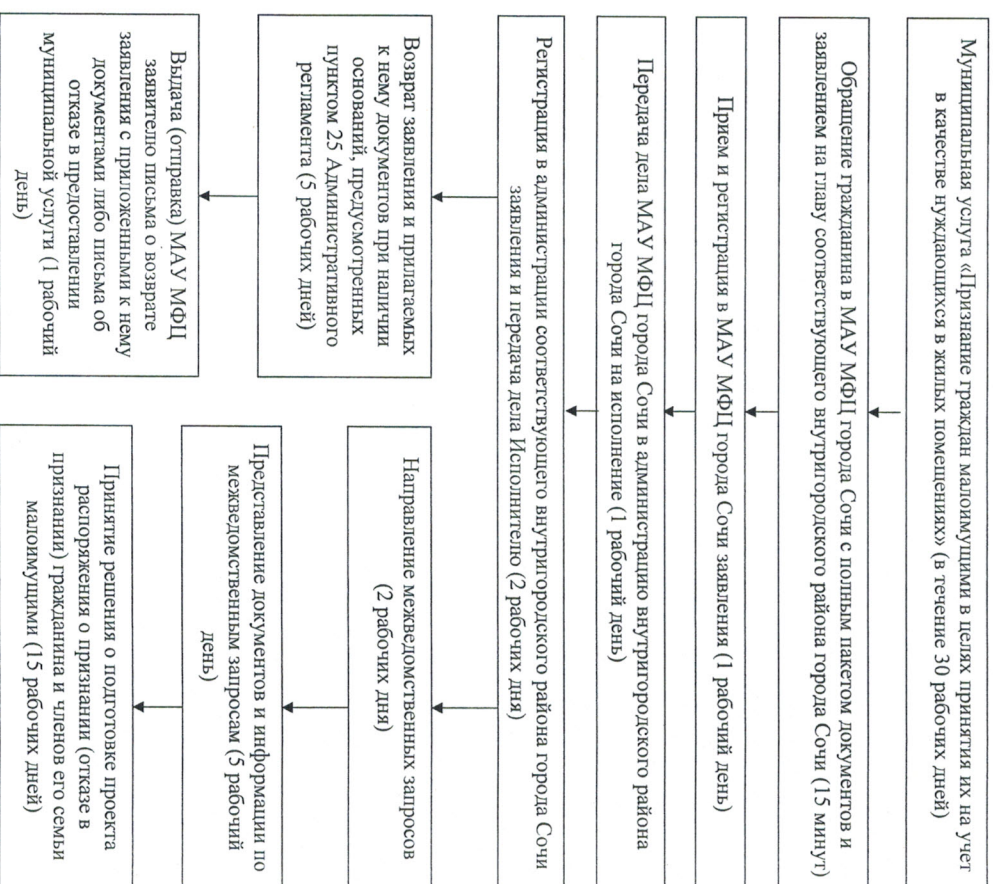 Муниципальная услуга «Признание граждан малоимущими в целях принятия их на учет
в качестве нуждающихся в жилых помещениях» (в течение 30 рабочих дней)
Обращение гражданина в МАУ МФЦ города Сочи с полным пакетом документов и
заявлением на главу соответствующего внутригородского района города Сочи (15 минут)
Прием и регистрация в МАУ МФЦ города Сочи заявления (1 рабочий день)
Передача дела МАУ МФЦ города Сочи в администрацию внутригородского района
города Сочи на исполнение (1 рабочий день)
Регистрация в администрации соответствующего внутригородского района города Сочи
заявления и передача дела Исполнителю (2 рабочих дня)
Возврат заявления и прилагаемых
к нему документов при наличии
оснований, предусмотренных
пунктом 25 Административного
регламента (5 рабочих дней)
Выдача (отправка) МАУ МФЦ
заявителю письма о возврате
заявления с приложенными к нему
документами либо письма об
отказе в предоставлении
муниципальной услуги (1 рабочий
день)
Направление межведомственных запросов
(2 рабочих дня)
Представление документов и информации по
межведомственным запросам (5 рабочий
день)
Принятие решения о подготовке проекта
распоряжения о признании (отказе в
признании) гражданина и членов его семьи
малоимущими (15 рабочих дней)